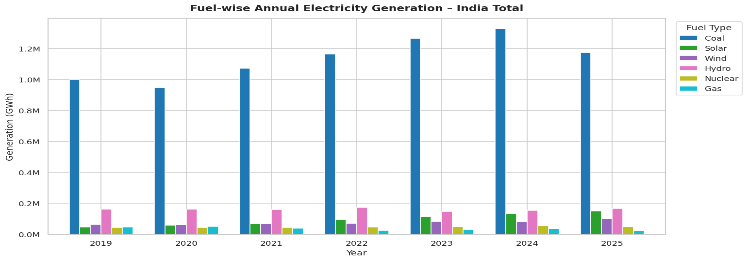 Fuel-wise Annual Electricity Generation – India Total
Fuel Type
Coal
Solar
Wind
Hydro
Nuclear
Gas
Generation (GWh)
1.2M
1.0M
0.8M
0.6M
0.4M
0.2M
0.0M
2019 2020 2021 2022 2023 2024 2025
Year